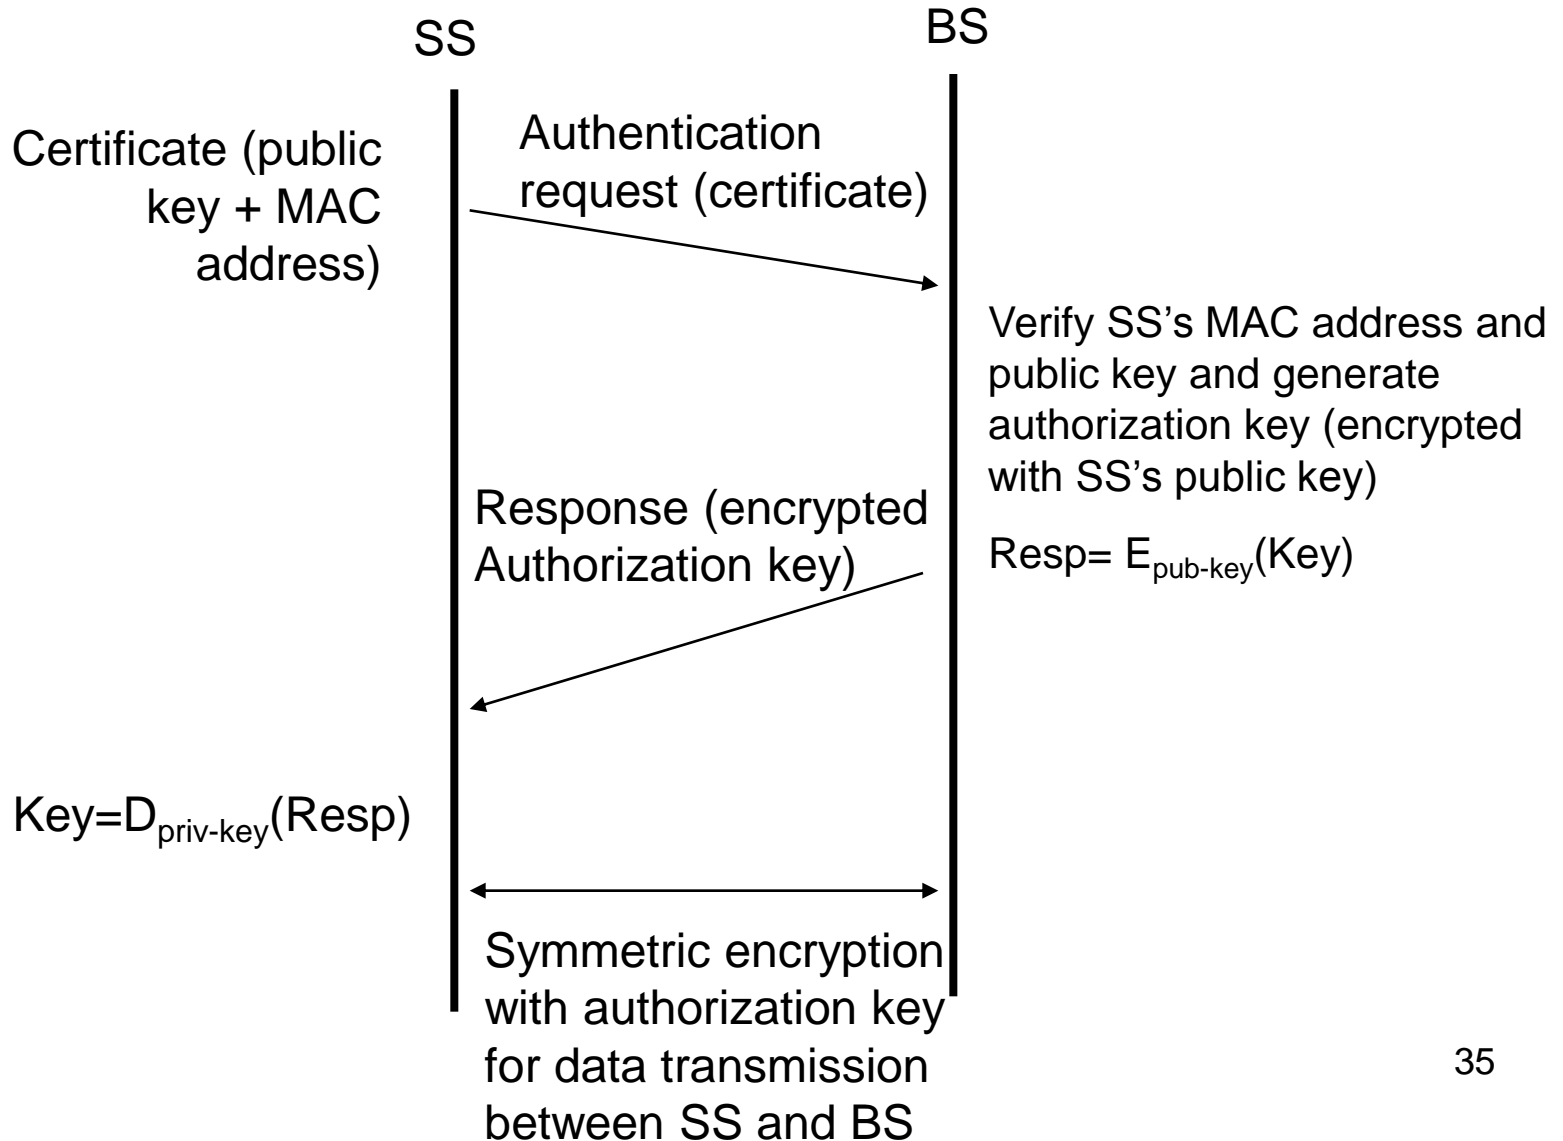 SS
BS
Certificate (public
key + MAC
address)
Authentication
request (certificate)
Verify SS’s MAC address and
public key and generate
authorization key (encrypted
with SS’s public key)
Resp= Epub-key(Key)
Response (encrypted
Authorization key)
Key=Dpriv-key(Resp)
Symmetric encryption
with authorization key
for data transmission
between SS and BS
35